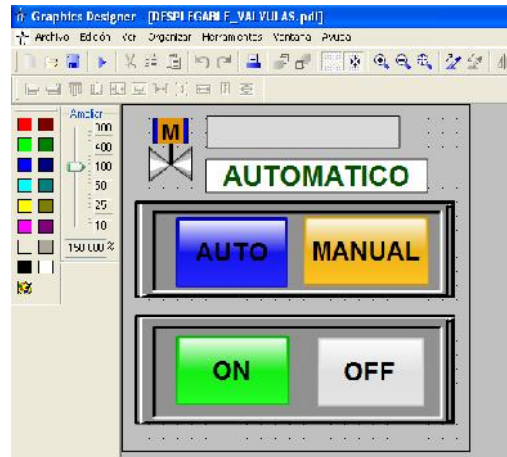 Graphics Designer - [DESPLEGABLE_VALVULAS.pdl]
Archivo Edición Ver Organizar Herramientas Ventana Ayuda
Ampliar
M
800
400
AUTOMATICO
100
50
25
10
AUTO MANUAL
150.000 %
ON OFF